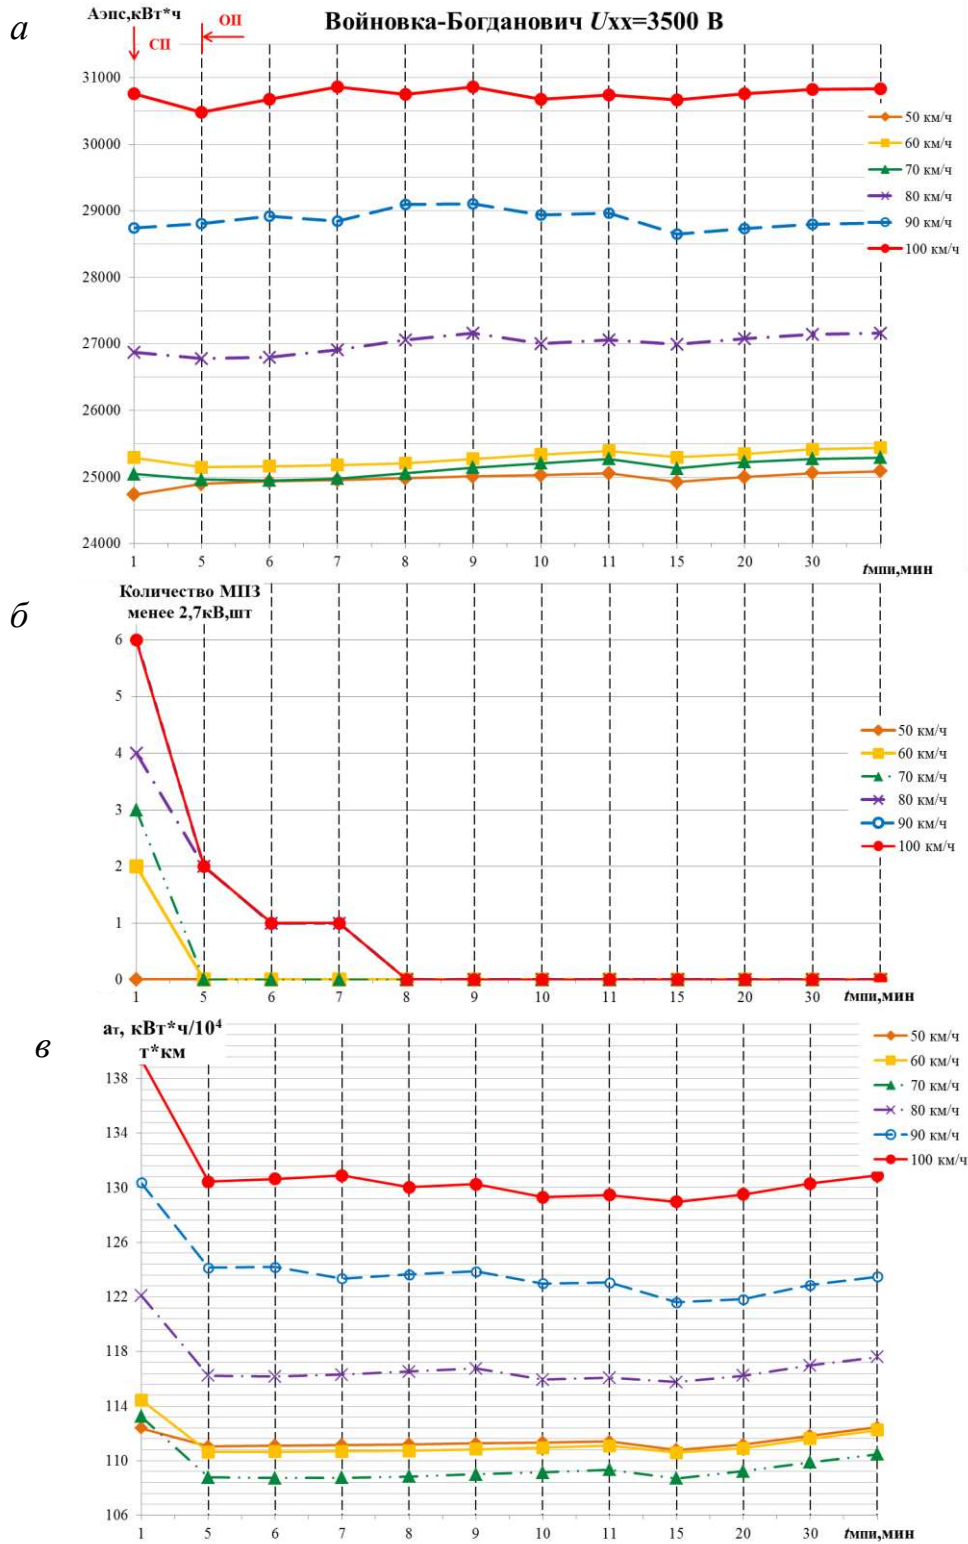 а
Аэпс,кВт*ч
Войновка-Богданович Uхх=3500 В
СП
ОП
31000
30000
29000
28000
27000
26000
25000
24000
1 5 6 7 8 9 10 11 15 20 30
tмпи,мин
50 км/ч
60 км/ч
70 км/ч
80 км/ч
90 км/ч
100 км/ч
б
Количество МПЗ
менее 2,7кВ,шт
6
5
4
3
2
1
0
1 5 6 7 8 9 10 11 15 20 30 tмпи,мин
50 км/ч
60 км/ч
70 км/ч
80 км/ч
90 км/ч
100 км/ч
в
ат, кВт*ч/10⁴
т*км
138
134
130
126
122
118
114
110
106
1 5 6 7 8 9 10 11 15 20 30 tмпи,мин
50 км/ч
60 км/ч
70 км/ч
80 км/ч
90 км/ч
100 км/ч